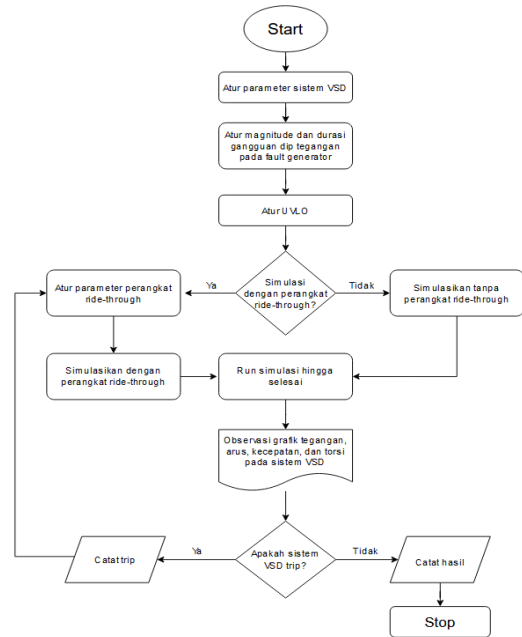 Start
Atur parameter sistem VSD
Atur magnitude dan durasi
gangguan dip tegangan
pada fault generator
Atur UVLO
Simulasi
dengan perangkat
ride-through?
Ya
Tidak
Atur parameter perangkat
ride-through
Simulasikan tanpa
perangkat ride-through
Simulasikan dengan
perangkat ride-through
Run simulasi hingga
selesai
Observasi grafik tegangan,
arus, kecepatan, dan torsi
pada sistem VSD
Apakah sistem
VSD trip?
Ya
Tidak
Catat trip
Catat hasil
Stop